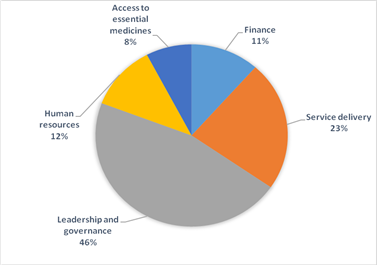 Access to
essential
medicines
8%
Finance
11%
Service delivery
23%
Human
resources
12%
Leadership and
governance
46%